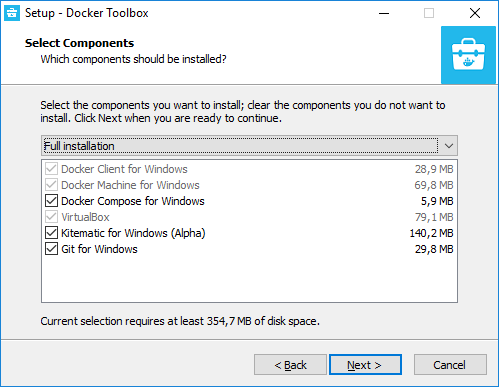 Setup - Docker Toolbox
Select Components
Which components should be installed?
Select the components you want to install; clear the components you do not want to
install. Click Next when you are ready to continue.
Full installation
Docker Client for Windows 28,9 MB
Docker Machine for Windows 69,8 MB
Docker Compose for Windows 5,9 MB
VirtualBox 79,1 MB
Kitematic for Windows (Alpha) 140,2 MB
Git for Windows 29,8 MB
Current selection requires at least 354,7 MB of disk space.
< Back Next > Cancel